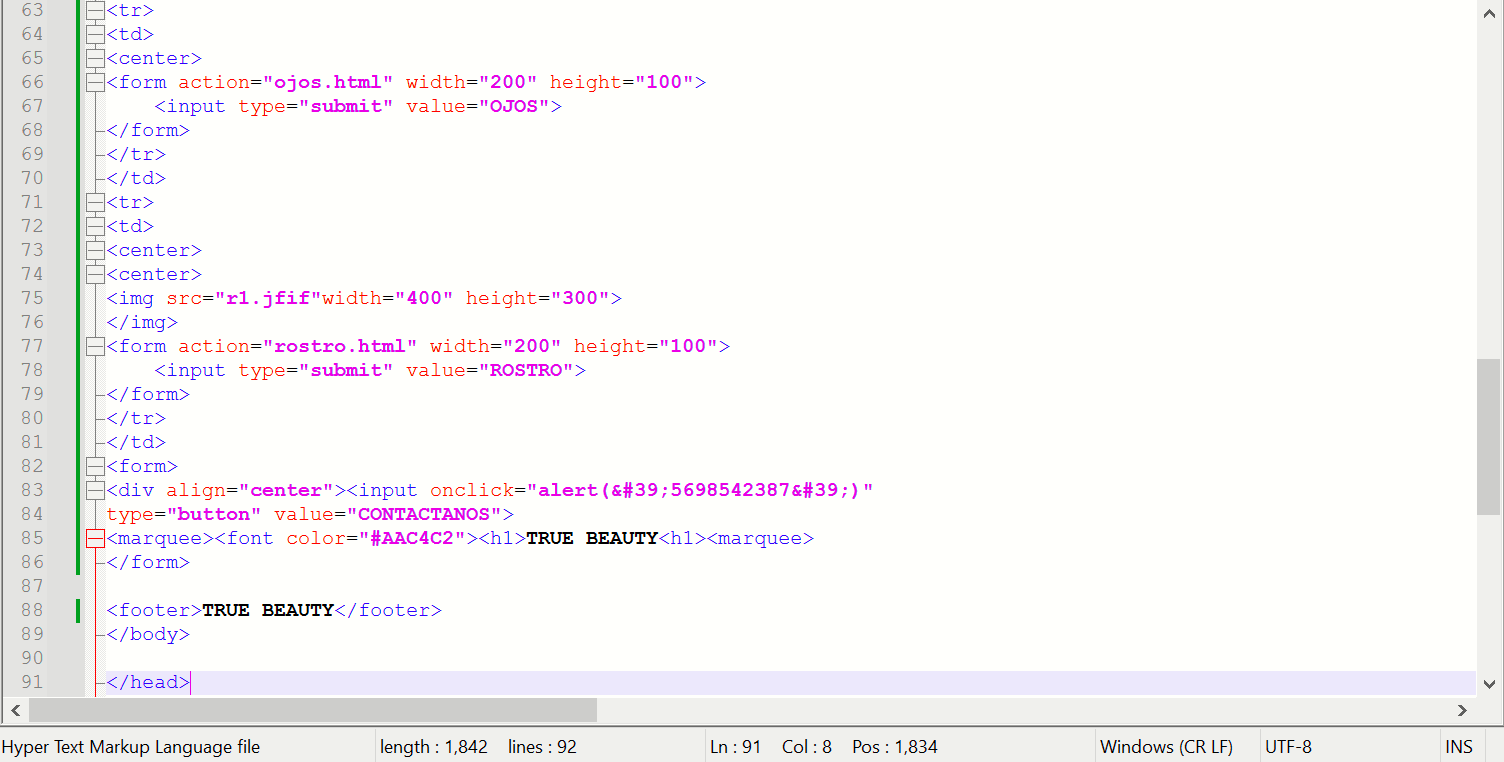 63 <tr>
64 <td>
65 <center>
66 <form action="ojos.html" width="200" height="100">
67     <input type="submit" value="OJOS">
68 </form>
69 </tr>
70 </td>
71 <tr>
72 <td>
73 <center>
74 <center>
75 <img src="r1.jfif"width="400" height="300">
76 </img>
77 <form action="rostro.html" width="200" height="100">
78     <input type="submit" value="ROSTRO">
79 </form>
80 </tr>
81 </td>
82 <form>
83 <div align="center"><input onclick="alert(&#39;5698542387&#39;)"
84 type="button" value="CONTACTANOS">
85 <marquee><font color="#AAC4C2"><h1>TRUE BEAUTY<h1><marquee>
86 </form>
87
88 <footer>TRUE BEAUTY</footer>
89 </body>
90
91 </head>
Hyper Text Markup Language file length : 1,842 lines : 92 Ln : 91 Col : 8 Pos : 1,834 Windows (CR LF) UTF-8 INS